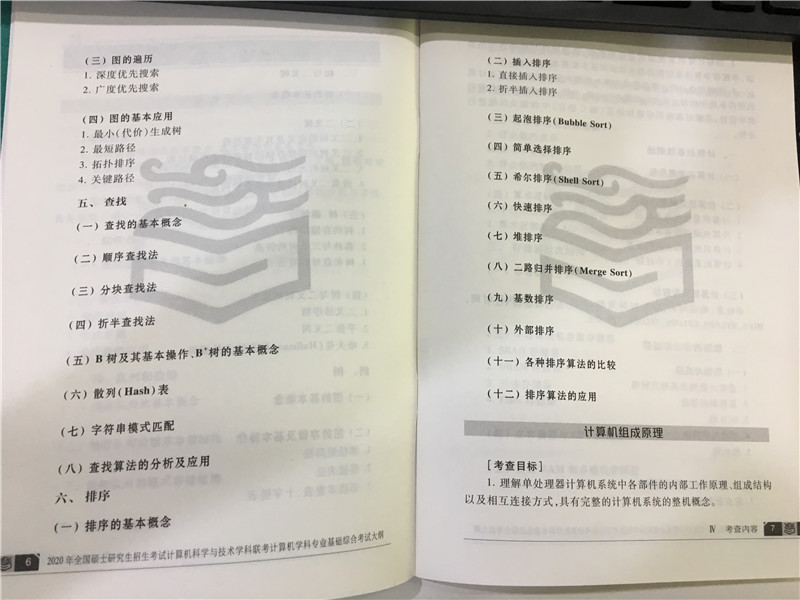 （三）图的遍历
1. 深度优先搜索
2. 广度优先搜索
（四）图的基本应用
1. 最小（代价）生成树
2. 最短路径
3. 拓扑排序
4. 关键路径
五、查找
（一）查找的基本概念
（二）顺序查找法
（三）分块查找法
（四）折半查找法
（五）B 树及其基本操作、B⁺树的基本概念
（六）散列（Hash）表
（七）字符串模式匹配
（八）查找算法的分析及应用
六、排序
（一）排序的基本概念
6 2020 年全国硕士研究生招生考试计算机科学与技术学科联考计算机学科专业基础综合考试大纲
（二）插入排序
1. 直接插入排序
2. 折半插入排序
（三）起泡排序（Bubble Sort）
（四）简单选择排序
（五）希尔排序（Shell Sort）
（六）快速排序
（七）堆排序
（八）二路归并排序（Merge Sort）
（九）基数排序
（十）外部排序
（十一）各种排序算法的比较
（十二）排序算法的应用
计算机组成原理
［考查目标］
1. 理解单处理器计算机系统中各部件的内部工作原理、组成结构
以及相互连接方式，具有完整的计算机系统的整机概念。
Ⅳ 考查内容 7